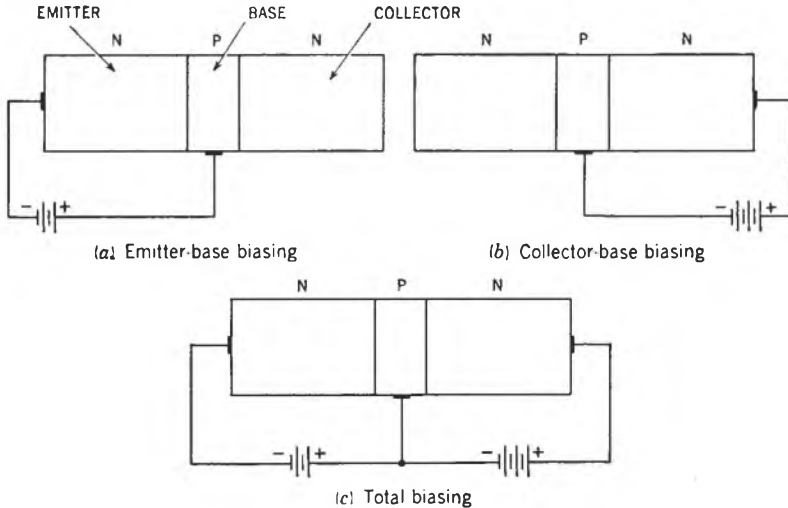 EMITTER BASE COLLECTOR
N P N
N P N
- +
- +
(a) Emitter-base biasing
(b) Collector-base biasing
N P N
- + - +
(c) Total biasing